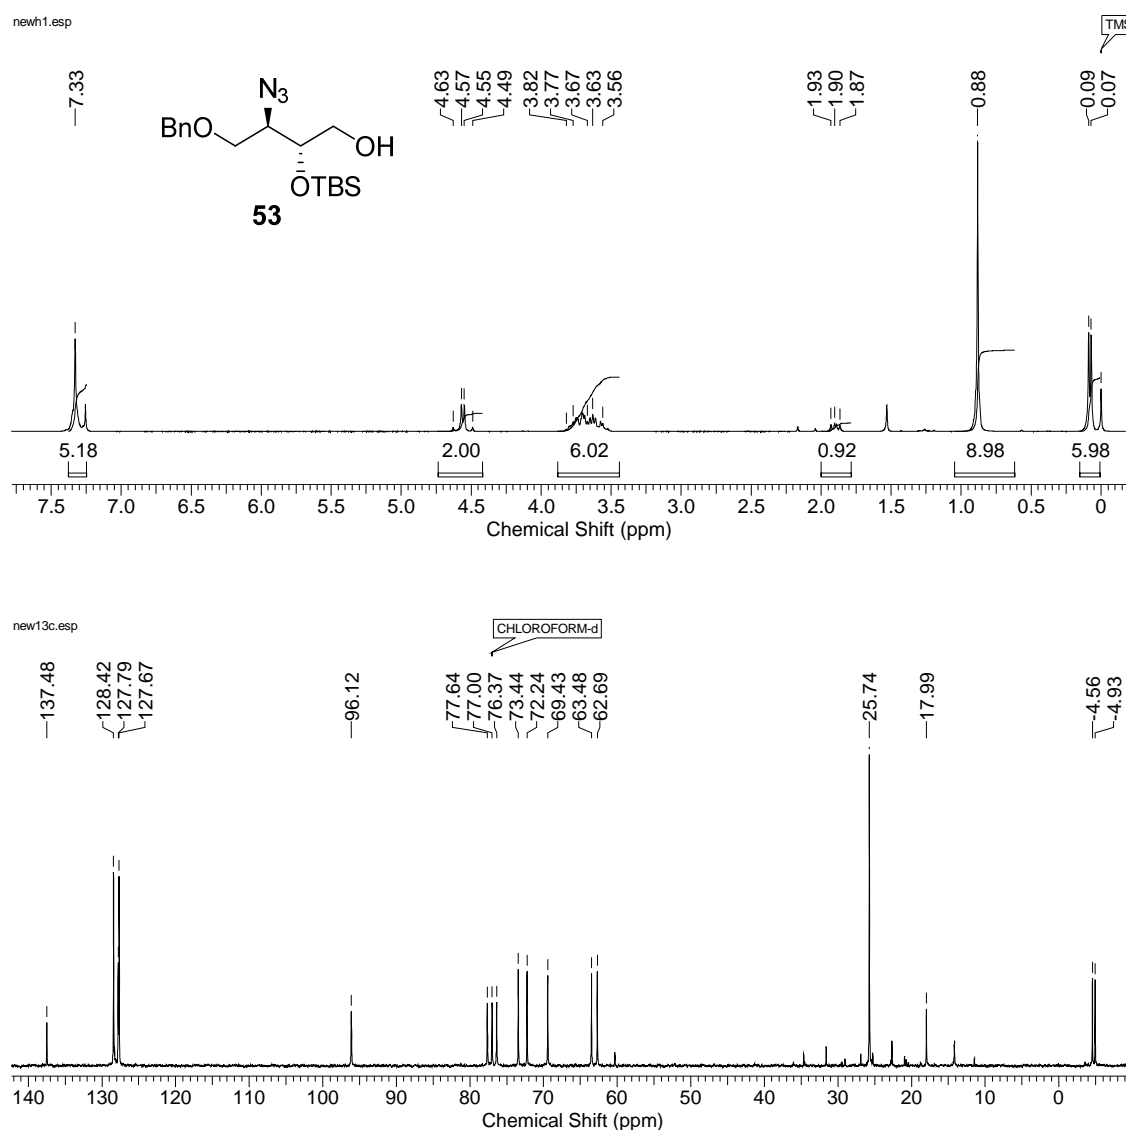 newh1.esp
TMS
7.33
4.63
4.57
4.55
4.49
3.82
3.77
3.67
3.63
3.56
1.93
1.90
1.87
0.88
0.09
0.07
N3
BnO
OH
OTBS
53
5.18 2.00 6.02 0.92 8.98 5.98
7.5 7.0 6.5 6.0 5.5 5.0 4.5 4.0 3.5 3.0 2.5 2.0 1.5 1.0 0.5 0
Chemical Shift (ppm)
new13c.esp
CHLOROFORM-d
137.48
128.42
127.79
127.67
96.12
77.64
77.00
76.37
73.44
72.24
69.43
63.48
62.69
25.74
17.99
-4.56
-4.93
140 130 120 110 100 90 80 70 60 50 40 30 20 10 0
Chemical Shift (ppm)